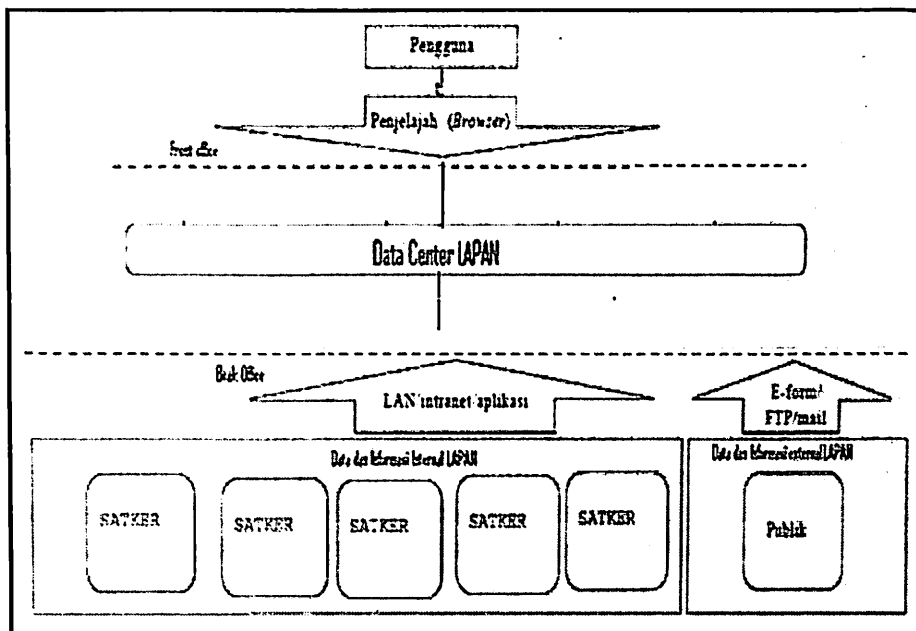 Pengguna
Penjelajah (Browser)
Front office
Data Center LAPAN
Back Office
LAN/intranet/aplikasi
E-form/
FTP/mail
Data dan Informasi Internal LAPAN
Data dan Informasi external LAPAN
SATKER
SATKER
SATKER
SATKER
SATKER
Publik